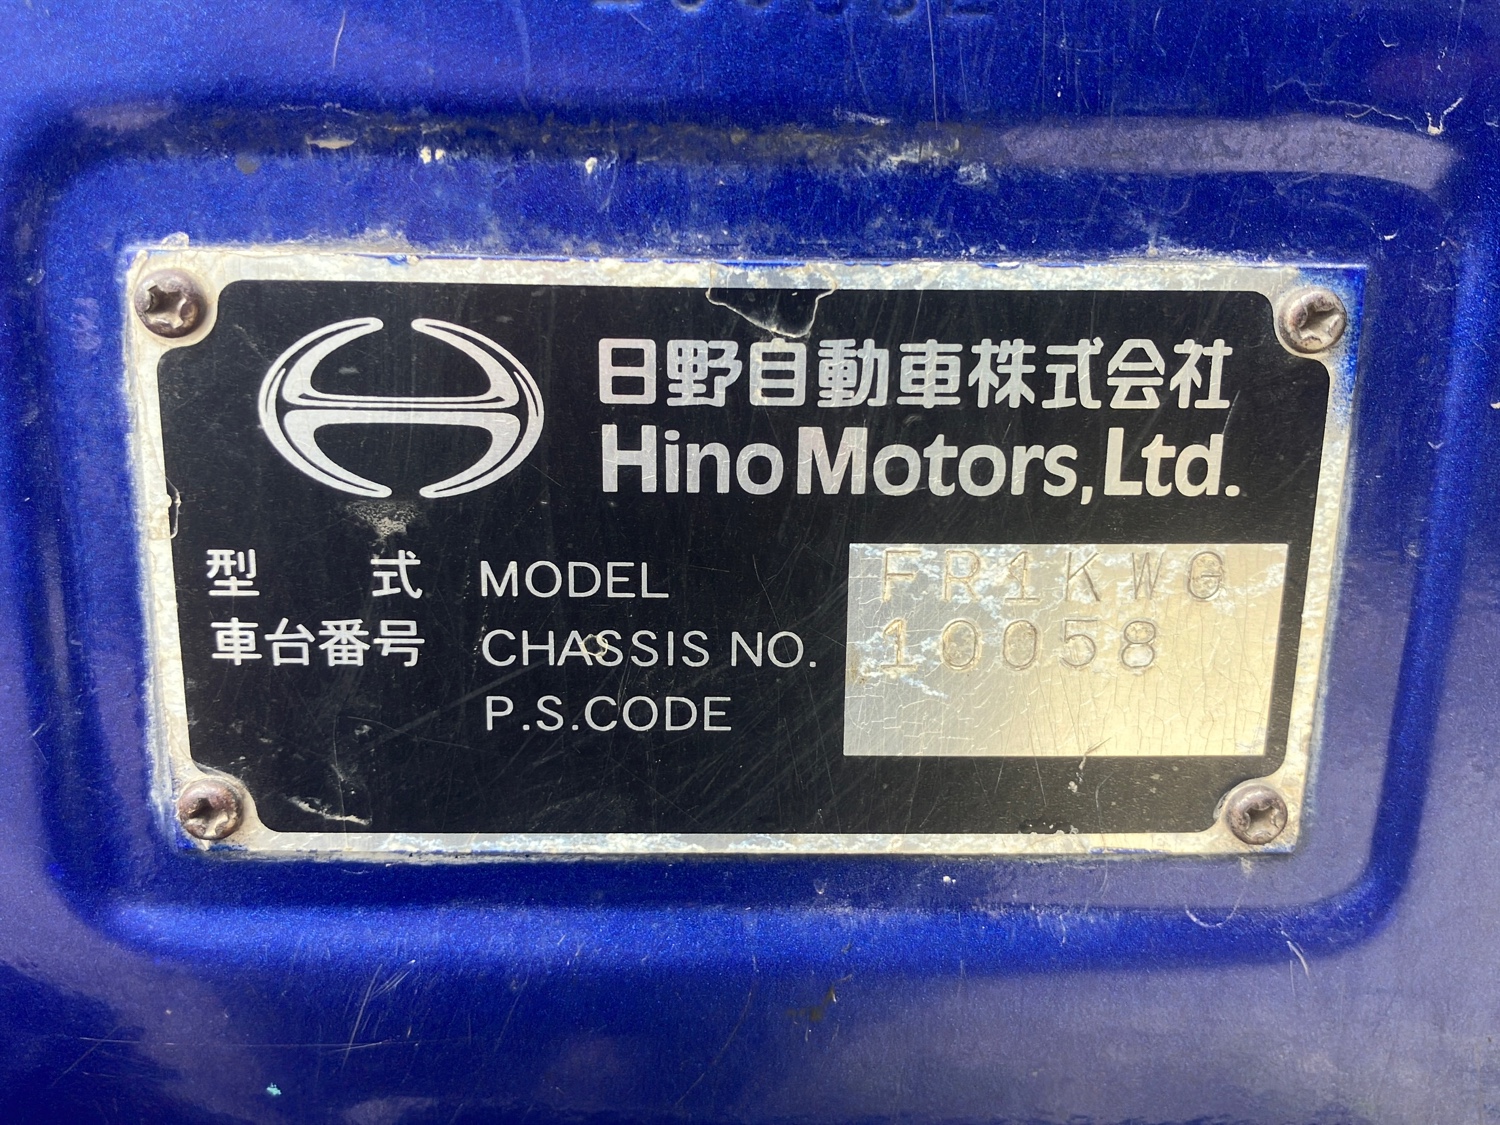 日野自動車株式会社
Hino Motors, Ltd.
型式 MODEL FR1KWG
車台番号 CHASSIS NO. 10058
P.S.CODE